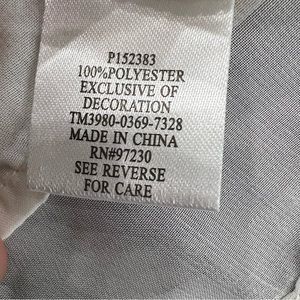 P152383
100%POLYESTER
EXCLUSIVE OF
DECORATION
TM3980-0369-7328
MADE IN CHINA
RN#97230
SEE REVERSE
FOR CARE